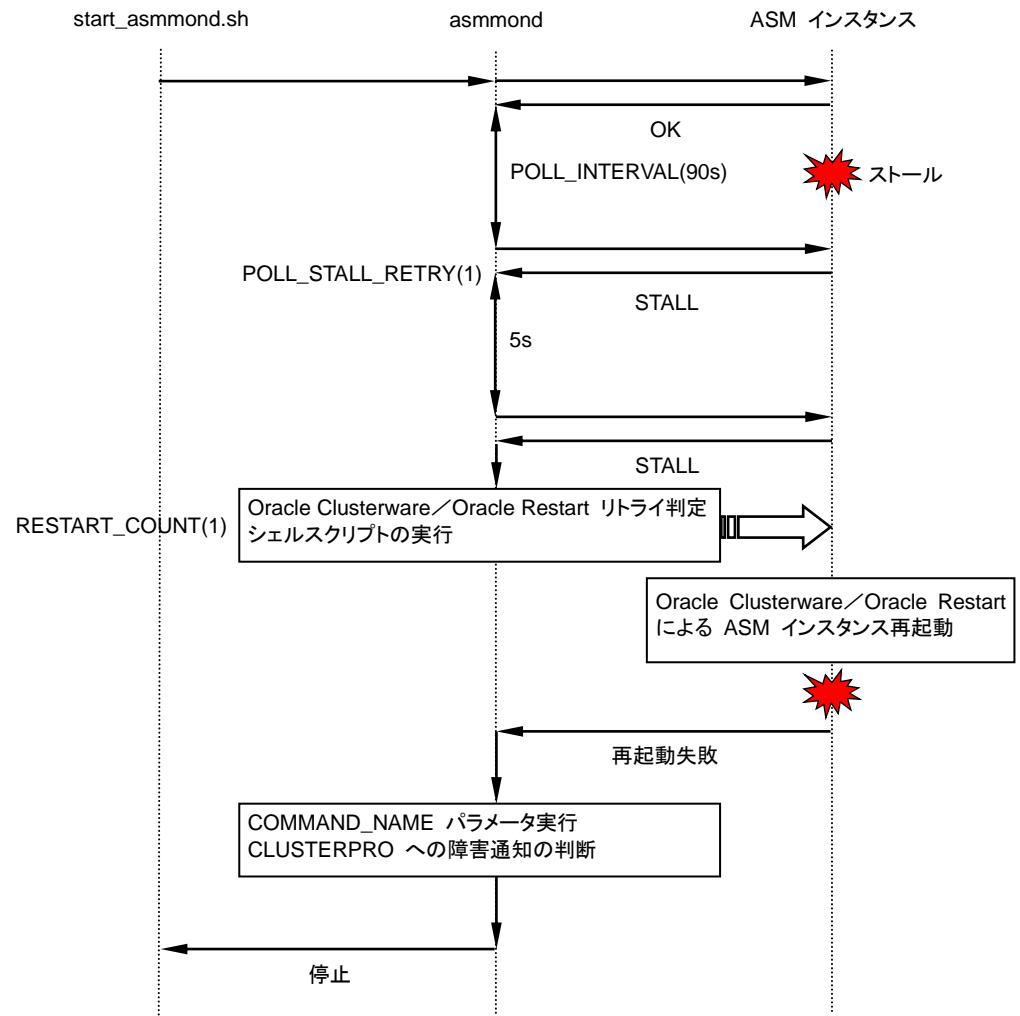 start_asmmond.sh
asmmond
ASM インスタンス
OK
POLL_INTERVAL(90s)
ストール
POLL_STALL_RETRY(1)
STALL
5s
STALL
RESTART_COUNT(1)
Oracle Clusterware／Oracle Restart リトライ判定
シェルスクリプトの実行
Oracle Clusterware／Oracle Restart
による ASM インスタンス再起動
再起動失敗
COMMAND_NAME パラメータ実行
CLUSTERPRO への障害通知の判断
停止